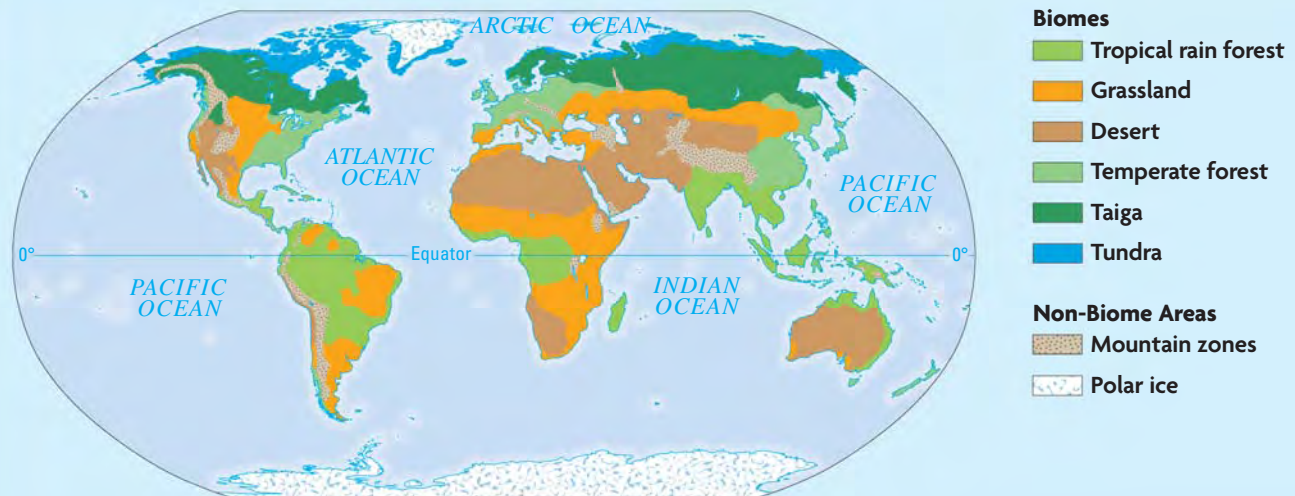 ARCTIC OCEAN
ATLANTIC
OCEAN
PACIFIC
OCEAN
0°
Equator
0°
PACIFIC
OCEAN
INDIAN
OCEAN
Biomes
Tropical rain forest
Grassland
Desert
Temperate forest
Taiga
Tundra
Non-Biome Areas
Mountain zones
Polar ice